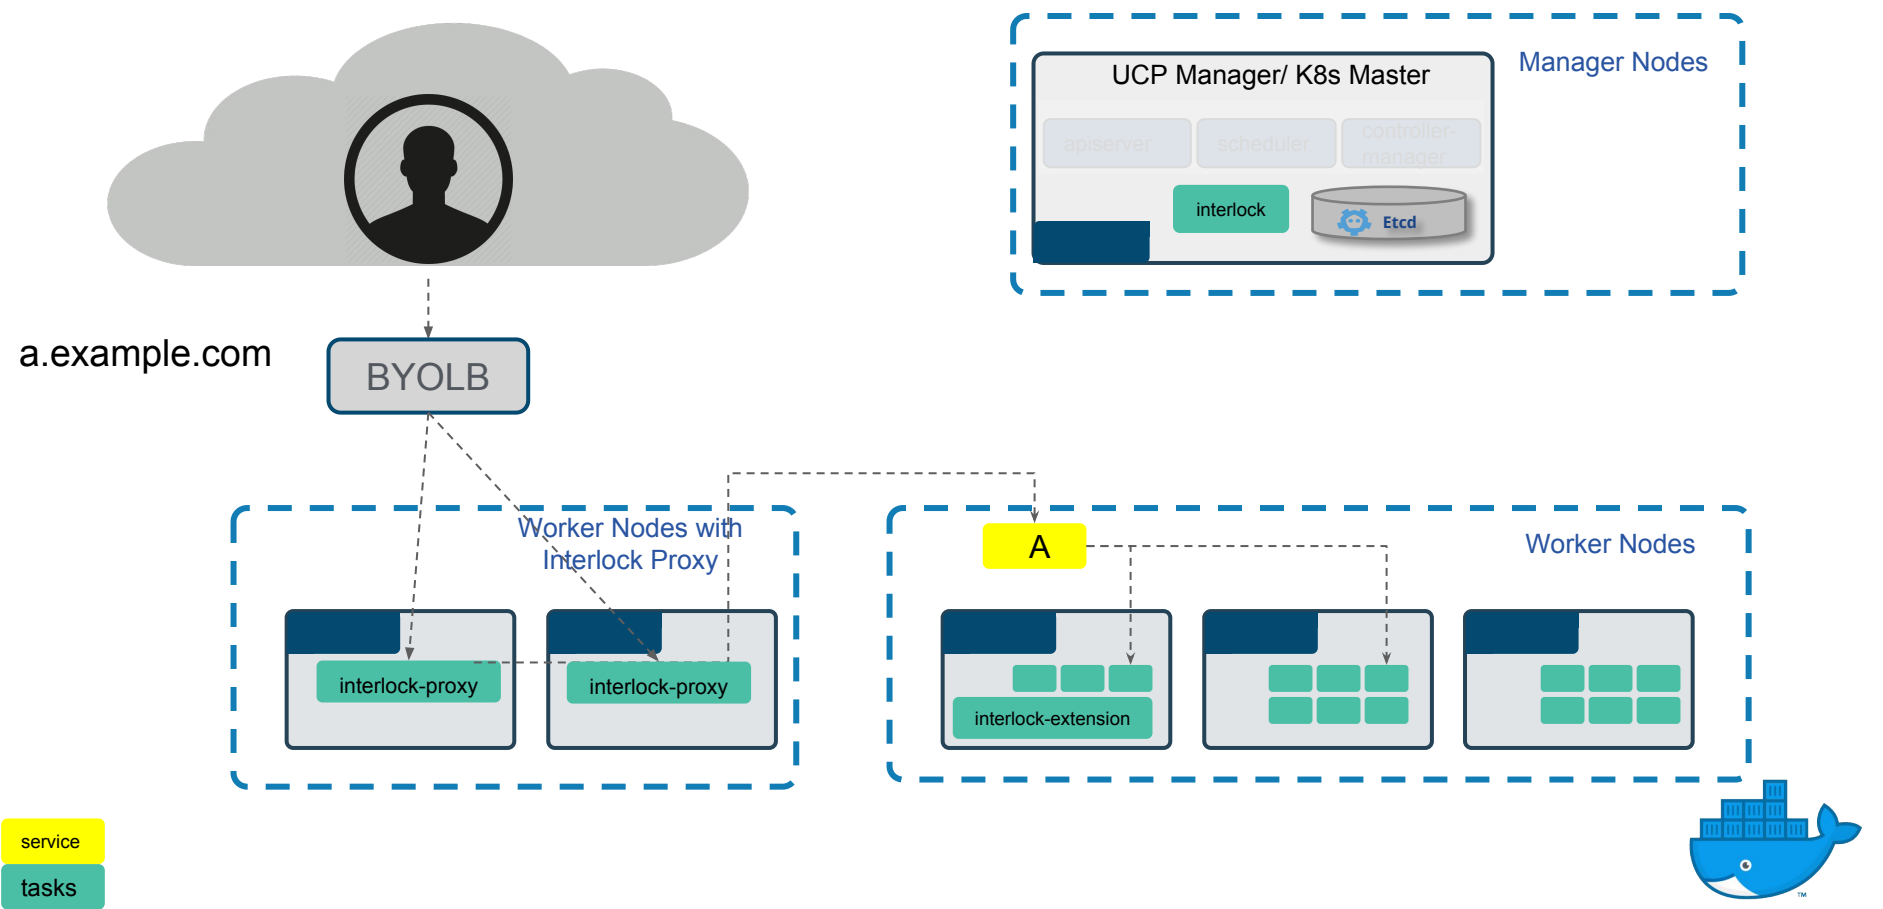 UCP Manager/ K8s Master
Manager Nodes
apiserver
scheduler
controller-
manager
interlock
Etcd
a.example.com
BYOLB
Worker Nodes with
Interlock Proxy
interlock-proxy
interlock-proxy
A
Worker Nodes
interlock-extension
service
tasks
TM